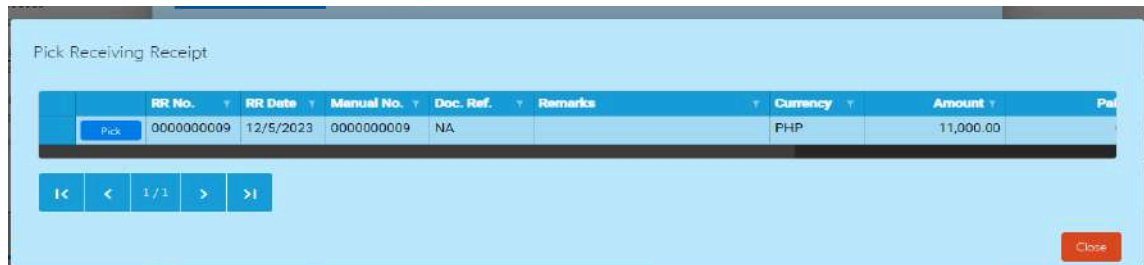 Pick Receiving Receipt
RR No. RR Date Manual No. Doc. Ref. Remarks Currency Amount
Pick 0000000009 12/5/2023 0000000009 NA PHP 11,000.00
1/1
Close